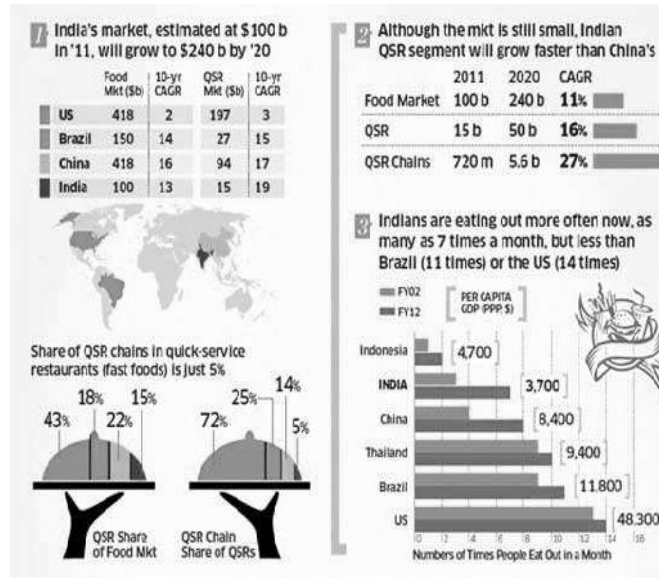 1 India's market, estimated at $100 b
in '11, will grow to $240 b by '20
Food Mkt ($b) 10-yr CAGR QSR Mkt ($b) 10-yr CAGR
US 418 2 197 3
Brazil 150 14 27 15
China 418 16 94 17
India 100 13 15 19
Share of QSR chains in quick-service
restaurants (fast foods) is just 5%
43% 18% 22% 15%
QSR Share
of Food Mkt
72% 25% 14% 5%
QSR Chain
Share of QSRs
2 Although the mkt is still small, Indian
QSR segment will grow faster than China's
2011 2020 CAGR
Food Market 100 b 240 b 11%
QSR 15 b 50 b 16%
QSR Chains 720 m 5.6 b 27%
3 Indians are eating out more often now, as
many as 7 times a month, but less than
Brazil (11 times) or the US (14 times)
FY02
FY12
PER CAPITA
GDP (PPP, $)
Indonesia 4,700
INDIA 3,700
China 8,400
Thailand 9,400
Brazil 11,800
US 48,300
0 2 4 6 8 10 12 14 16
Numbers of Times People Eat Out in a Month